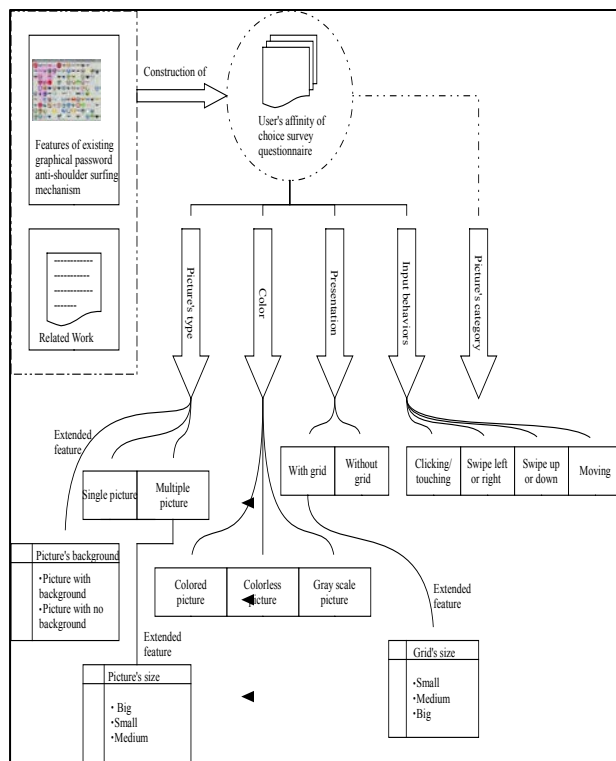 Construction of
User's affinity of
choice survey
questionnaire
Features of existing
graphical password
anti-shoulder surfing
mechanism
Related Work
Picture's type
Color
Presentation
Input behaviors
Picture's category
Extended
feature
Single picture
Multiple
picture
With grid
Without
grid
Clicking/
touching
Swipe left
or right
Swipe up
or down
Moving
Picture's background
•Picture with
background
•Picture with no
background
Colored
picture
Colorless
picture
Gray scale
picture
Extended
feature
Extended
feature
Picture's size
• Big
•Small
•Medium
Grid's size
•Small
•Medium
•Big